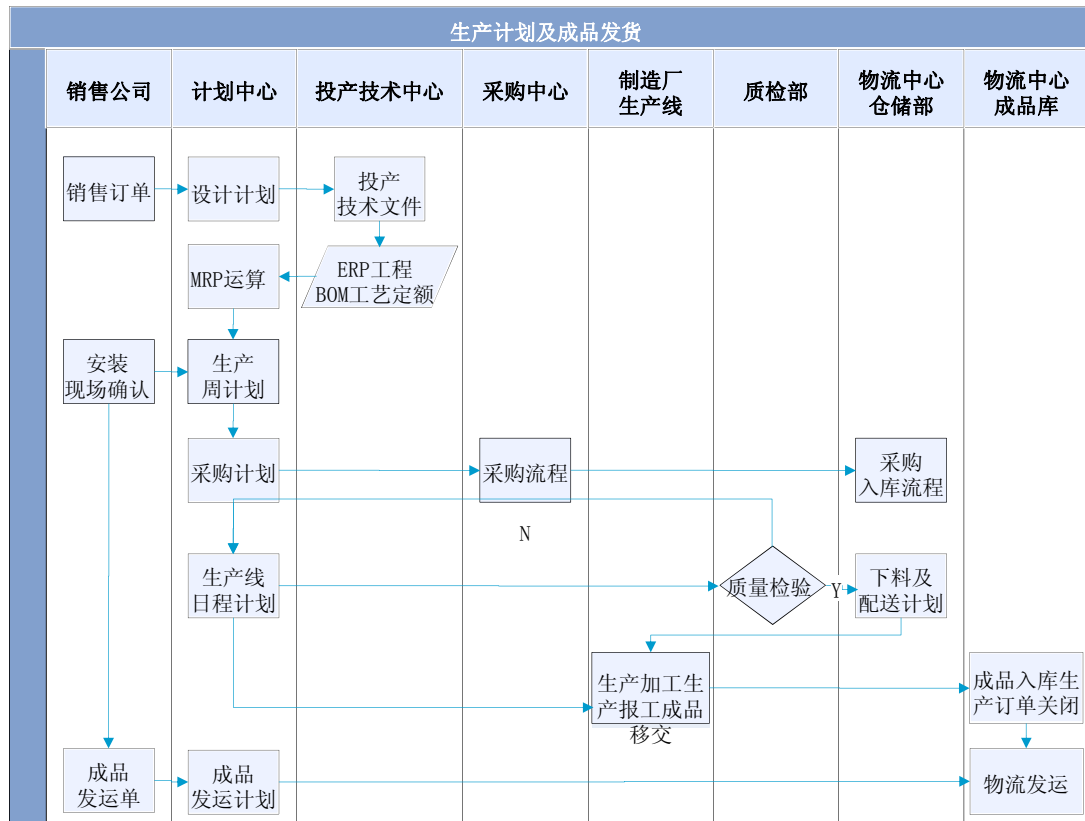 生产计划及成品发货
销售公司
计划中心
投产技术中心
采购中心
制造厂
生产线
质检部
物流中心
仓储部
物流中心
成品库
销售订单
设计计划
投产
技术文件
MRP运算
ERP工程
BOM工艺定额
安装
现场确认
生产
周计划
采购计划
采购流程
采购
入库流程
N
生产线
日程计划
质量检验
Y
下料及
配送计划
生产加工生
产报工成品
移交
成品入库生
产订单关闭
成品
发运单
成品
发运计划
物流发运